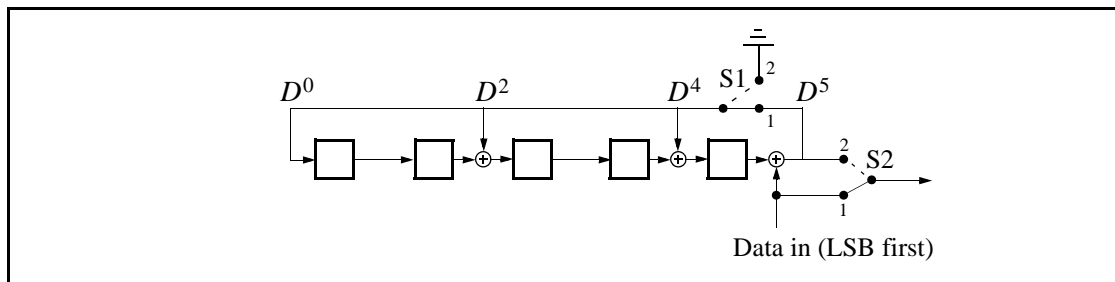 2
S1
D⁰ D² D⁴ D⁵
1
2
S2
1
Data in (LSB first)